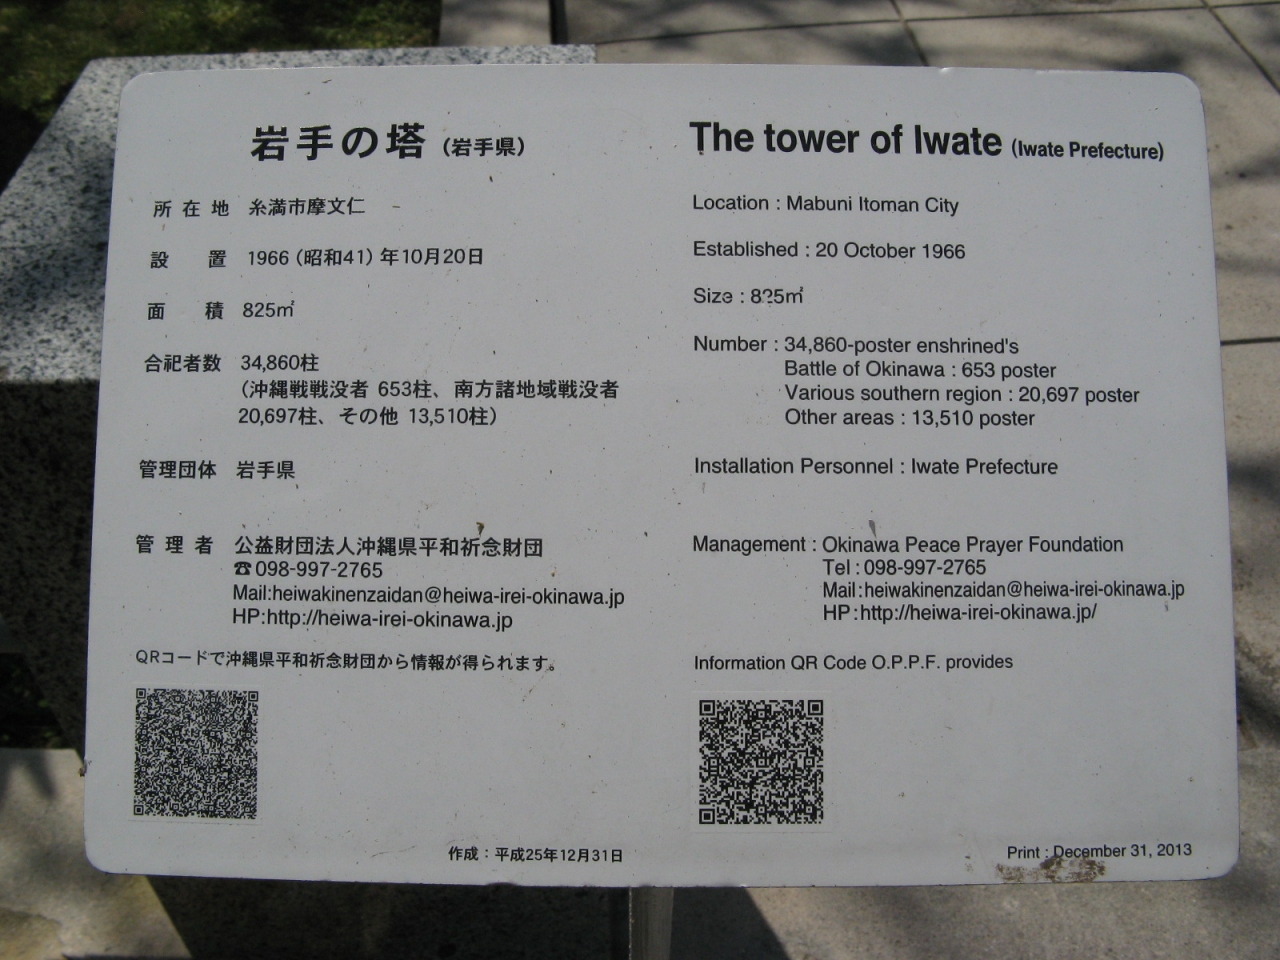 岩手の塔 (岩手県)
所在地 糸満市摩文仁
設置 1966 (昭和41) 年10月20日
面積 825㎡
合祀者数 34,860柱
(沖縄戦戦没者 653柱、南方諸地域戦没者
20,697柱、その他 13,510柱)
管理団体 岩手県
管理者 公益財団法人沖縄県平和祈念財団
☎098-997-2765
Mail:heiwakinenzaidan@heiwa-irei-okinawa.jp
HP:http://heiwa-irei-okinawa.jp
QRコードで沖縄県平和祈念財団から情報が得られます。
作成：平成25年12月31日
The tower of Iwate (Iwate Prefecture)
Location : Mabuni Itoman City
Established : 20 October 1966
Size : 825㎡
Number : 34,860-poster enshrined's
Battle of Okinawa : 653 poster
Various southern region : 20,697 poster
Other areas : 13,510 poster
Installation Personnel : Iwate Prefecture
Management : Okinawa Peace Prayer Foundation
Tel : 098-997-2765
Mail : heiwakinenzaidan@heiwa-irei-okinawa.jp
HP : http://heiwa-irei-okinawa.jp/
Information QR Code O.P.P.F. provides
Print : December 31, 2013